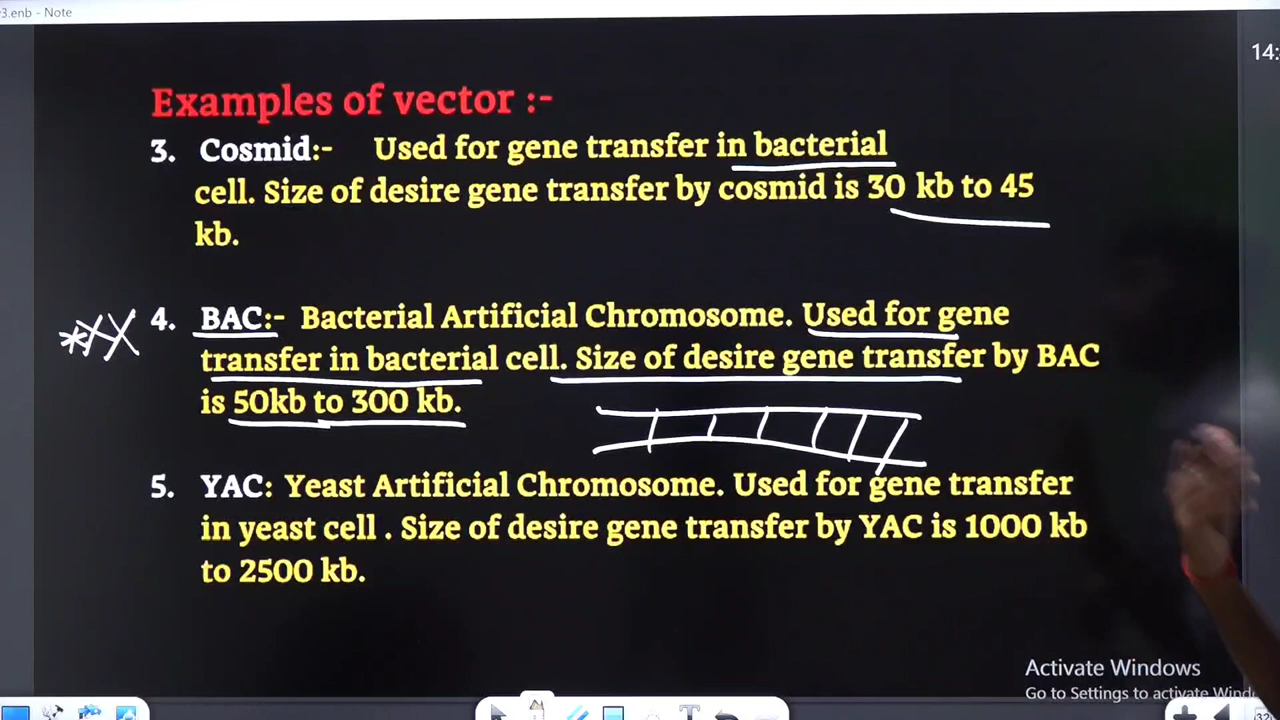 3.enb - Note
14:
Examples of vector :-
3. Cosmid:- Used for gene transfer in bacterial
cell. Size of desire gene transfer by cosmid is 30 kb to 45
kb.
4. BAC:- Bacterial Artificial Chromosome. Used for gene
transfer in bacterial cell. Size of desire gene transfer by BAC
is 50kb to 300 kb.
5. YAC: Yeast Artificial Chromosome. Used for gene transfer
in yeast cell . Size of desire gene transfer by YAC is 1000 kb
to 2500 kb.
Activate Windows
Go to Settings to activate Wind